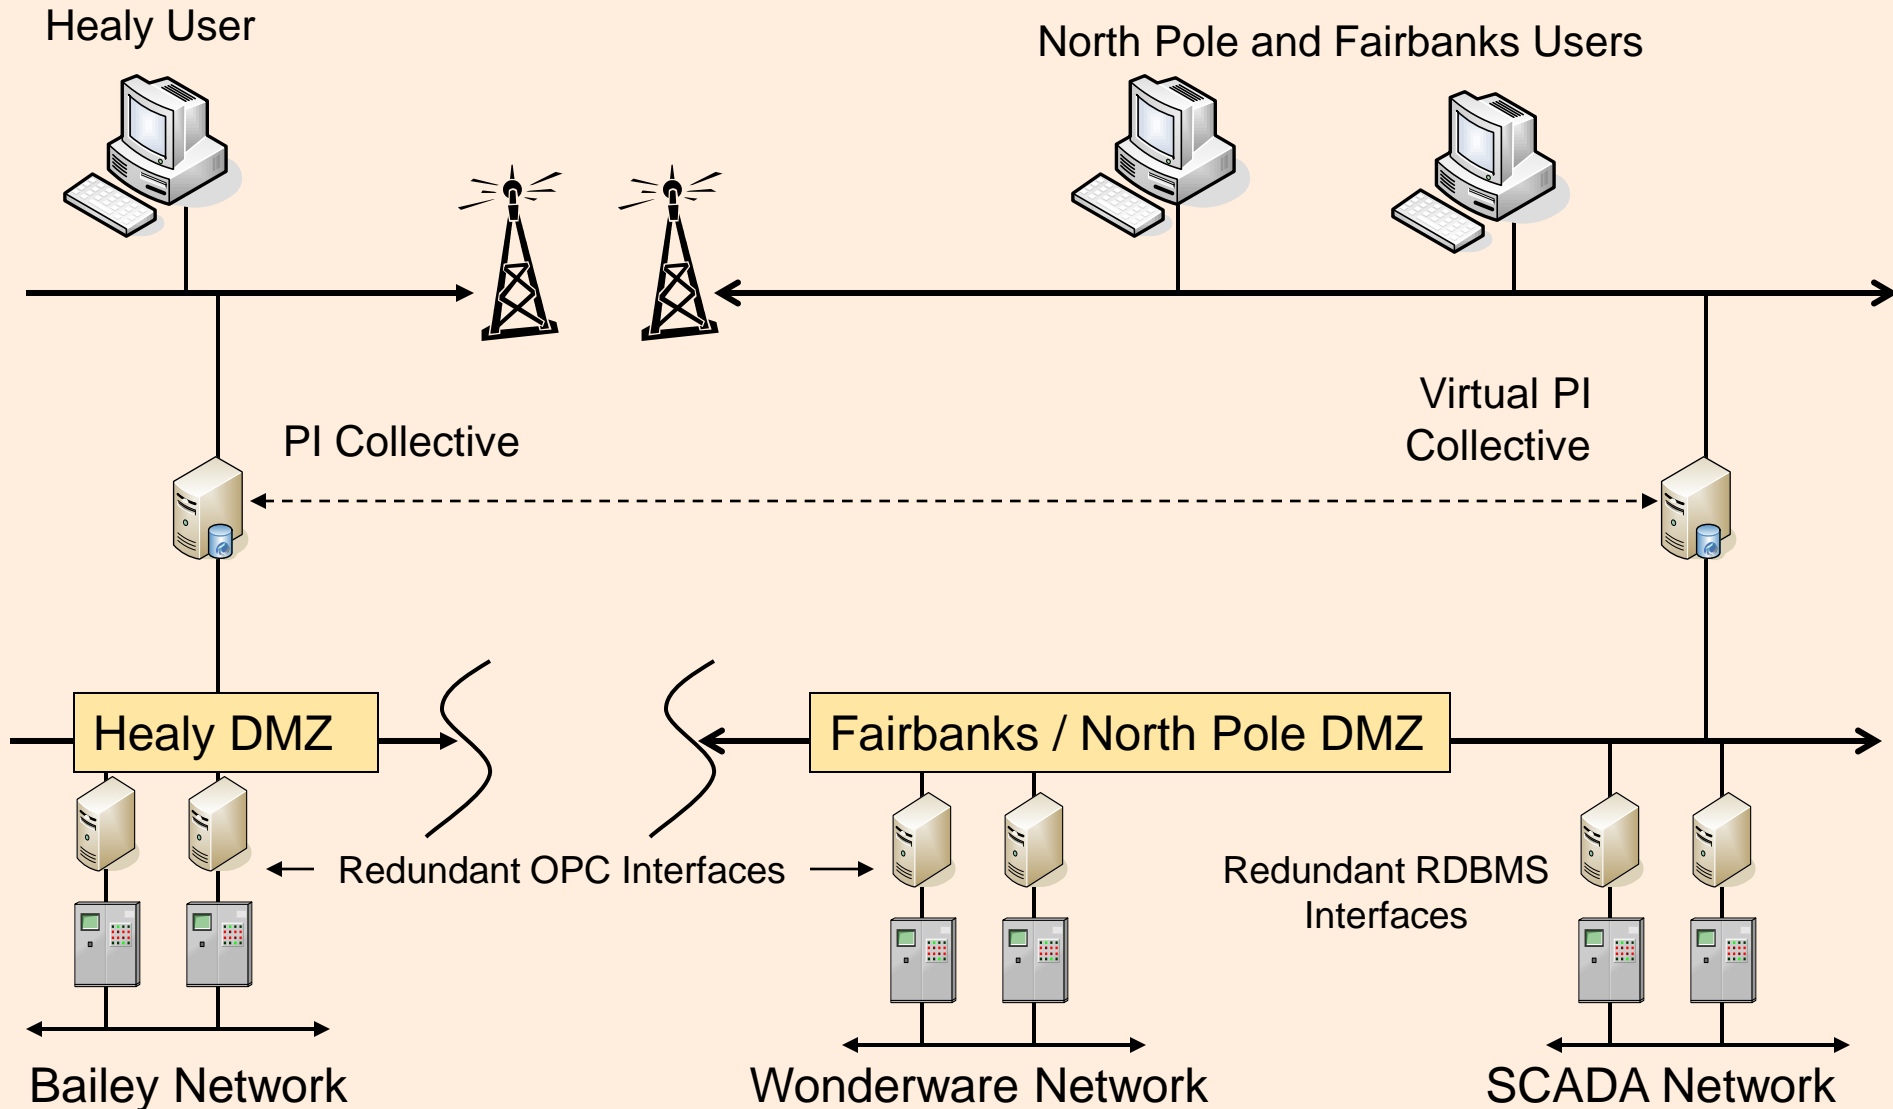 Healy User
North Pole and Fairbanks Users
PI Collective
Virtual PI
Collective
Healy DMZ
Fairbanks / North Pole DMZ
Redundant OPC Interfaces
Redundant RDBMS
Interfaces
Bailey Network
Wonderware Network
SCADA Network